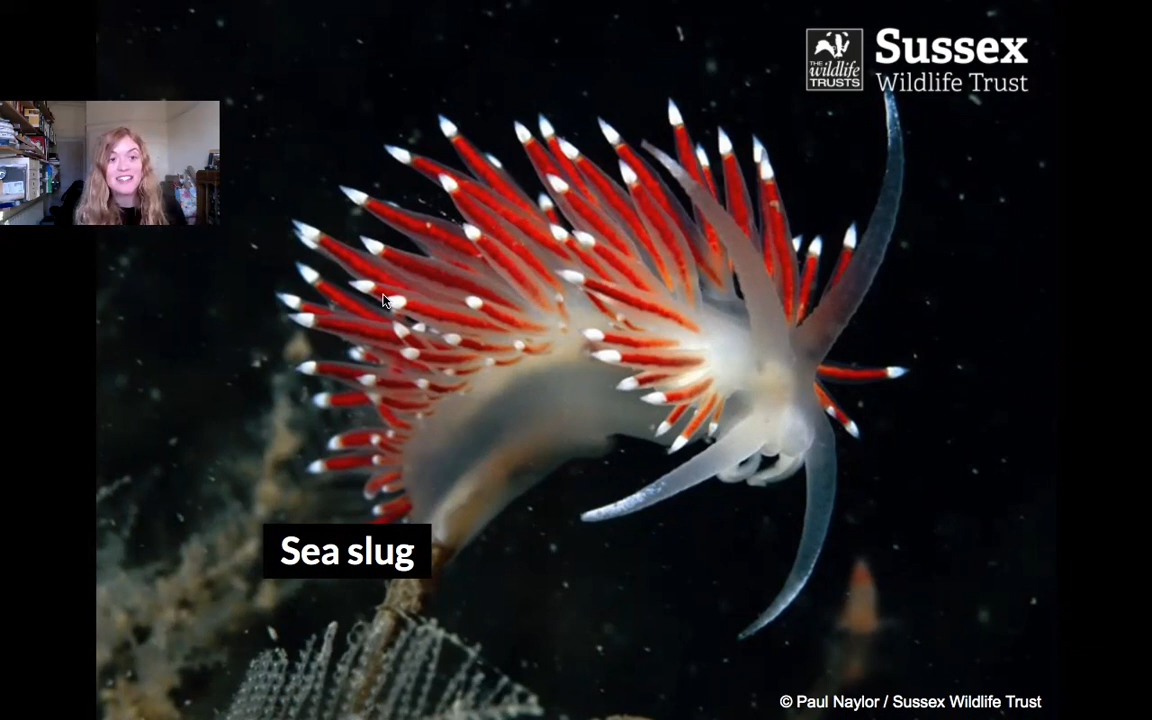 THE
wildlife
TRUSTS
Sussex
Wildlife Trust
Sea slug
© Paul Naylor / Sussex Wildlife Trust